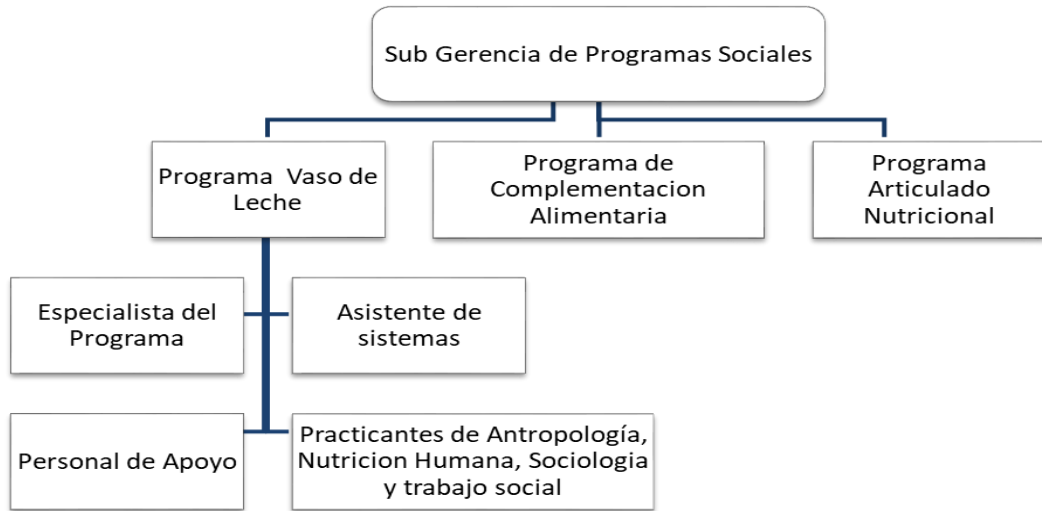 Sub Gerencia de Programas Sociales
Programa Vaso de
Leche
Programa de
Complementacion
Alimentaria
Programa
Articulado
Nutricional
Especialista del
Programa
Asistente de
sistemas
Personal de Apoyo
Practicantes de Antropología,
Nutricion Humana, Sociologia
y trabajo social